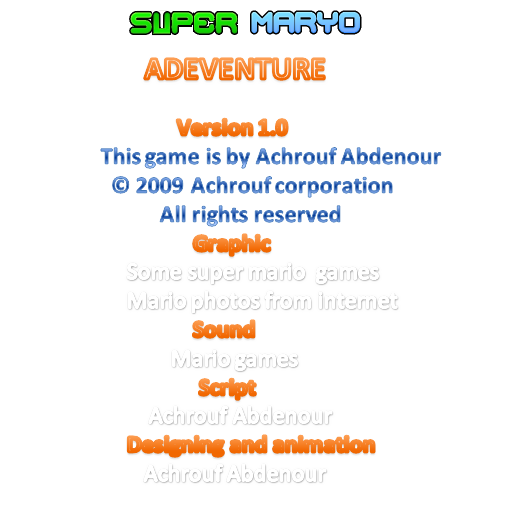 SUPER MARYO
ADEVENTURE
Version 1.0
This game is by Achrouf Abdenour
© 2009 Achrouf corporation
All rights reserved
Graphic
Some super mario games
Mario photos from internet
Sound
Mario games
Script
Achrouf Abdenour
Designing and animation
Achrouf Abdenour